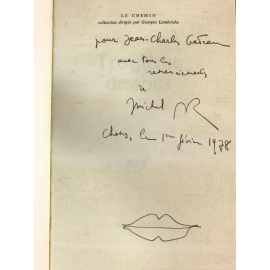 LE CHEMIN
collection dirigée par Georges Lambrichs
pour Jean-Charles Gateau
avec tous les
remerciements
de
Michel
le 1er février 1978